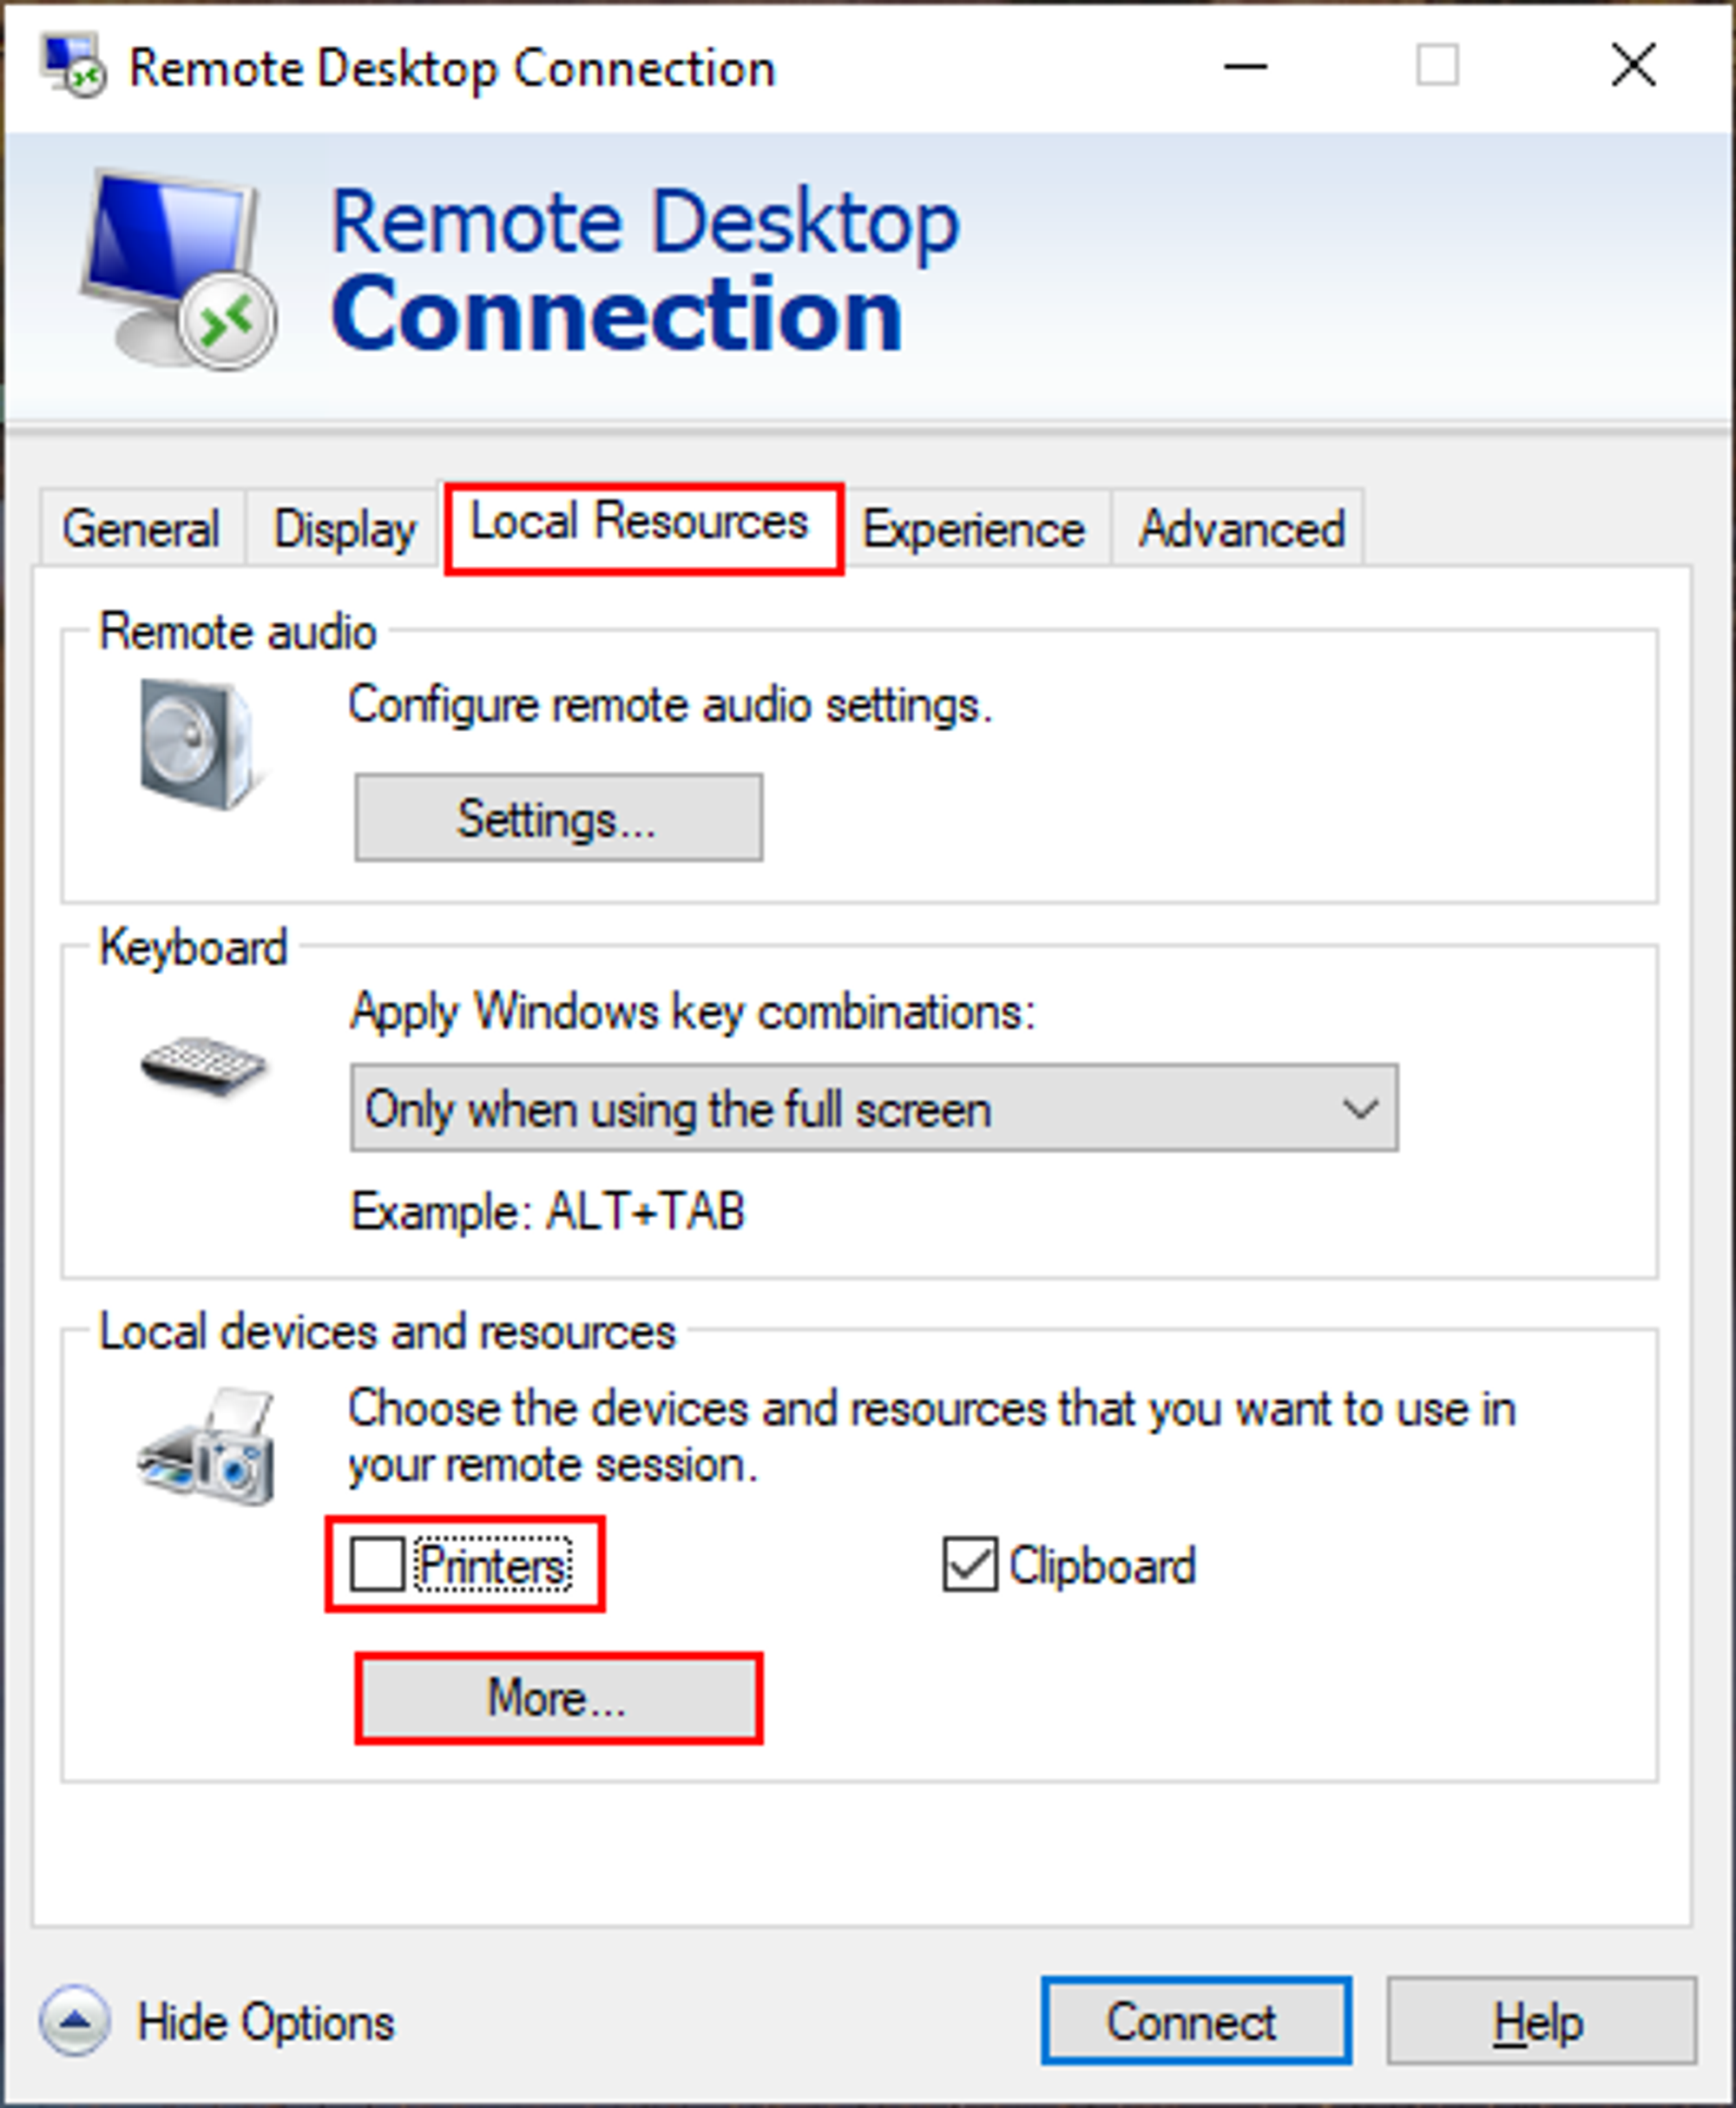 Remote Desktop Connection
Remote Desktop
Connection
General Display Local Resources Experience Advanced
Remote audio
Configure remote audio settings.
Settings...
Keyboard
Apply Windows key combinations:
Only when using the full screen
Example: ALT+TAB
Local devices and resources
Choose the devices and resources that you want to use in
your remote session.
Printers Clipboard
More...
Hide Options Connect Help